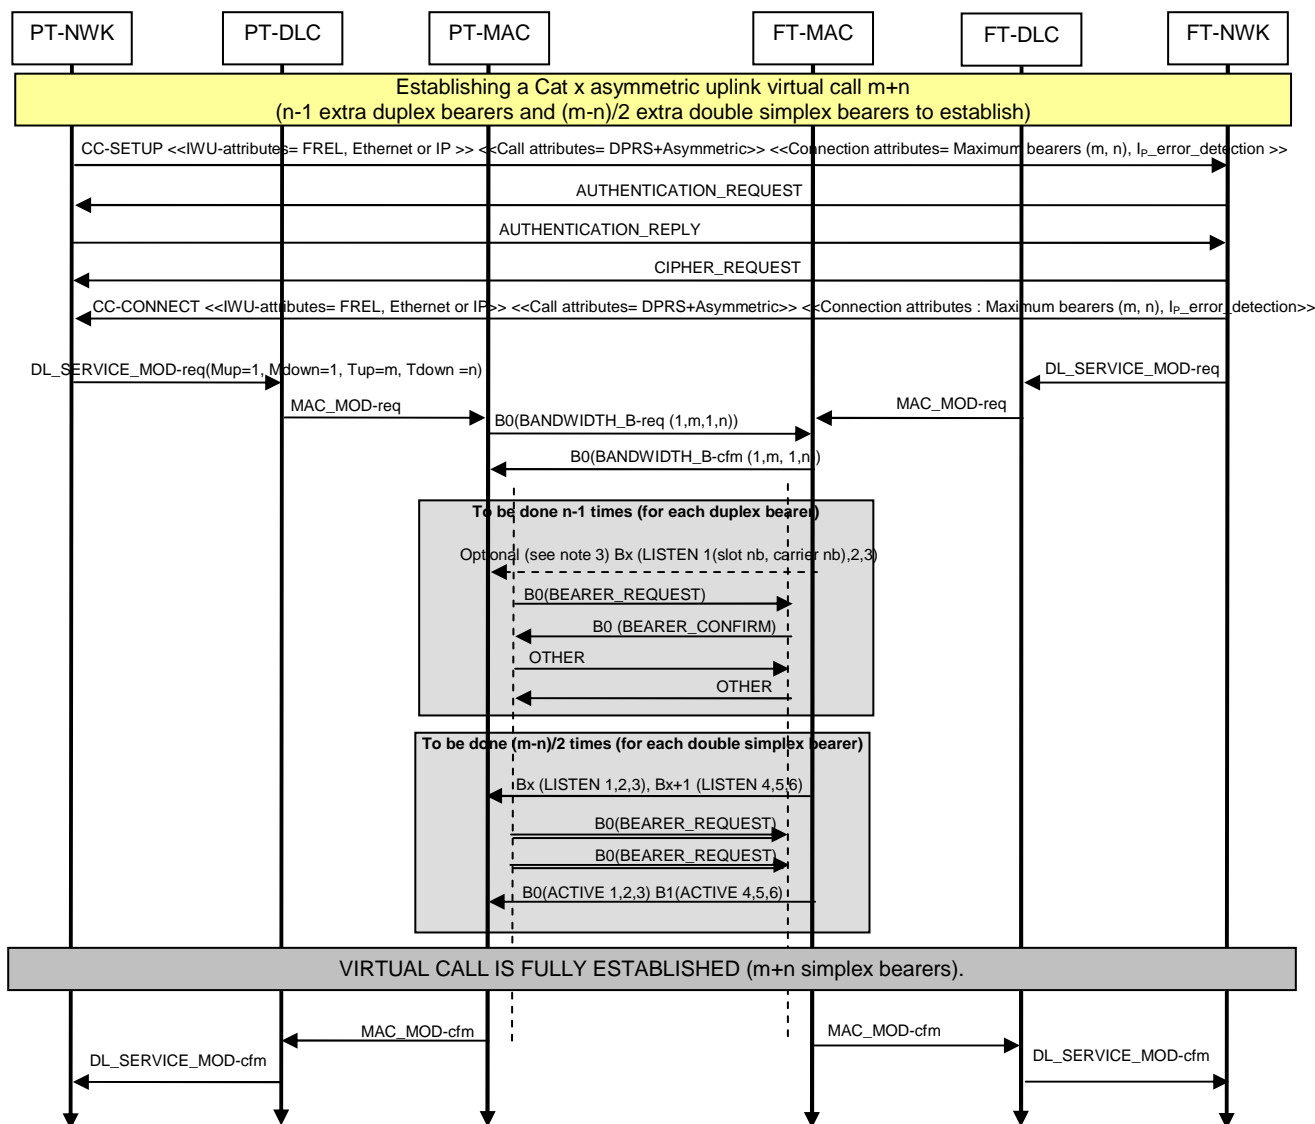 PT-NWK PT-DLC PT-MAC FT-MAC FT-DLC FT-NWK
Establishing a Cat x asymmetric uplink virtual call m+n
(n-1 extra duplex bearers and (m-n)/2 extra double simplex bearers to establish)
CC-SETUP <<IWU-attributes= FREL, Ethernet or IP >> <<Call attributes= DPRS+Asymmetric>> <<Connection attributes= Maximum bearers (m, n), IP_error_detection >>
AUTHENTICATION_REQUEST
AUTHENTICATION_REPLY
CIPHER_REQUEST
CC-CONNECT <<IWU-attributes= FREL, Ethernet or IP>> <<Call attributes= DPRS+Asymmetric>> <<Connection attributes : Maximum bearers (m, n), IP_error_detection>>
DL_SERVICE_MOD-req(Mup=1, Mdown=1, Tup=m, Tdown =n)
DL_SERVICE_MOD-req
MAC_MOD-req
MAC_MOD-req
B0(BANDWIDTH_B-req (1,m,1,n))
B0(BANDWIDTH_B-cfm (1,m, 1,n))
To be done n-1 times (for each duplex bearer)
Optional (see note 3) Bx (LISTEN 1(slot nb, carrier nb),2,3)
B0(BEARER_REQUEST)
B0 (BEARER_CONFIRM)
OTHER
OTHER
To be done (m-n)/2 times (for each double simplex bearer)
Bx (LISTEN 1,2,3), Bx+1 (LISTEN 4,5,6)
B0(BEARER_REQUEST)
B0(BEARER_REQUEST)
B0(ACTIVE 1,2,3) B1(ACTIVE 4,5,6)
VIRTUAL CALL IS FULLY ESTABLISHED (m+n simplex bearers).
MAC_MOD-cfm
MAC_MOD-cfm
DL_SERVICE_MOD-cfm
DL_SERVICE_MOD-cfm